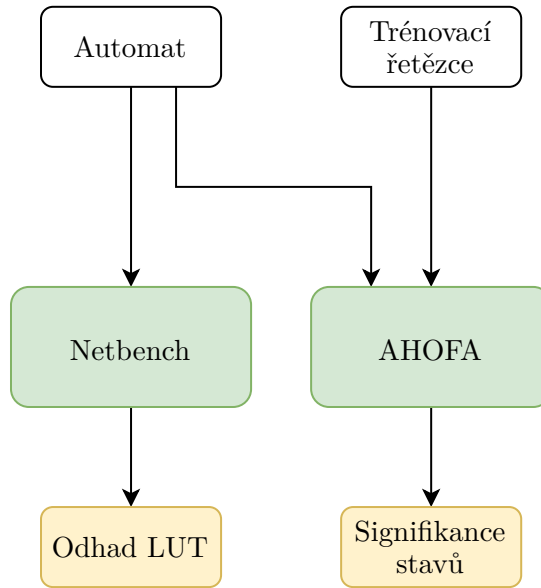 Automat
Trénovací
řetězce
Netbench
AHOFA
Odhad LUT
Signifikance
stavů